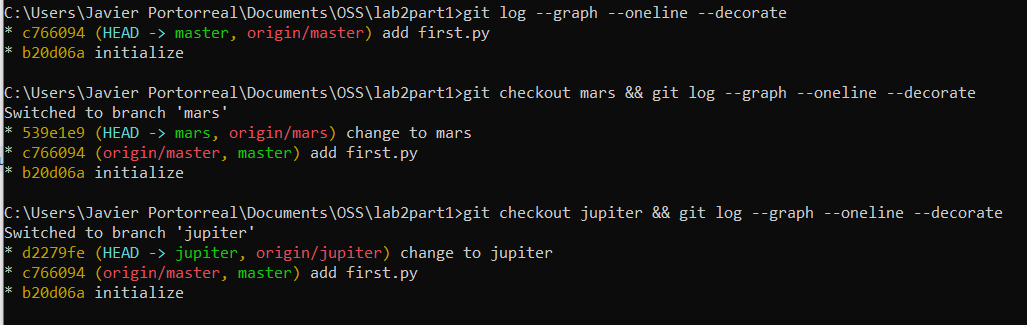 C:\Users\Javier Portorreal\Documents\OSS\lab2part1>git log --graph --oneline --decorate
* c766094 (HEAD -> master, origin/master) add first.py
* b20d06a initialize
C:\Users\Javier Portorreal\Documents\OSS\lab2part1>git checkout mars && git log --graph --oneline --decorate
Switched to branch 'mars'
* 539e1e9 (HEAD -> mars, origin/mars) change to mars
* c766094 (origin/master, master) add first.py
* b20d06a initialize
C:\Users\Javier Portorreal\Documents\OSS\lab2part1>git checkout jupiter && git log --graph --oneline --decorate
Switched to branch 'jupiter'
* d2279fe (HEAD -> jupiter, origin/jupiter) change to jupiter
* c766094 (origin/master, master) add first.py
* b20d06a initialize